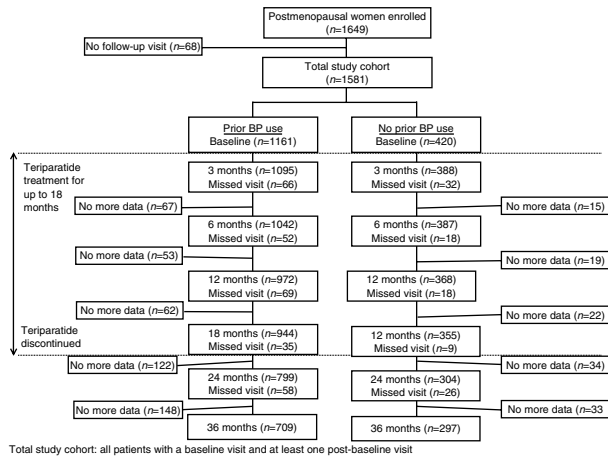 Postmenopausal women enrolled
(n=1649)
No follow-up visit (n=68)
Total study cohort
(n=1581)
Prior BP use
Baseline (n=1161)
No prior BP use
Baseline (n=420)
Teriparatide
treatment for
up to 18
months
3 months (n=1095)
Missed visit (n=66)
3 months (n=388)
Missed visit (n=32)
No more data (n=67)
No more data (n=15)
6 months (n=1042)
Missed visit (n=52)
6 months (n=387)
Missed visit (n=18)
No more data (n=53)
No more data (n=19)
12 months (n=972)
Missed visit (n=69)
12 months (n=368)
Missed visit (n=18)
No more data (n=62)
No more data (n=22)
Teriparatide
discontinued
18 months (n=944)
Missed visit (n=35)
12 months (n=355)
Missed visit (n=9)
No more data (n=122)
No more data (n=34)
24 months (n=799)
Missed visit (n=58)
24 months (n=304)
Missed visit (n=26)
No more data (n=148)
No more data (n=33
36 months (n=709)
36 months (n=297)
Total study cohort: all patients with a baseline visit and at least one post-baseline visit